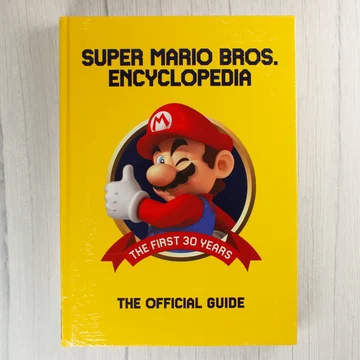 SUPER MARIO BROS.
ENCYCLOPEDIA
M
THE FIRST 30 YEARS
THE OFFICIAL GUIDE